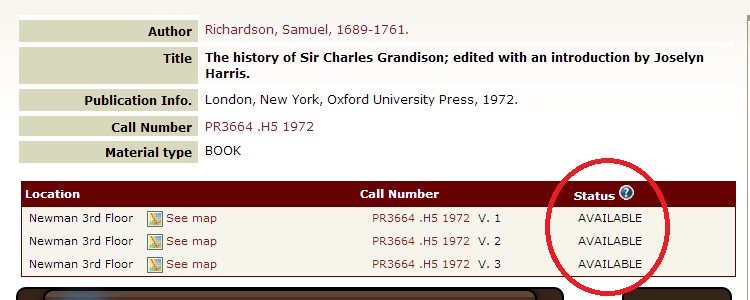 Author Richardson, Samuel, 1689-1761.
Title The history of Sir Charles Grandison; edited with an introduction by Joselyn
Harris.
Publication Info. London, New York, Oxford University Press, 1972.
Call Number PR3664 .H5 1972
Material type BOOK
Location Call Number Status ?
Newman 3rd Floor See map PR3664 .H5 1972 V. 1 AVAILABLE
Newman 3rd Floor See map PR3664 .H5 1972 V. 2 AVAILABLE
Newman 3rd Floor See map PR3664 .H5 1972 V. 3 AVAILABLE